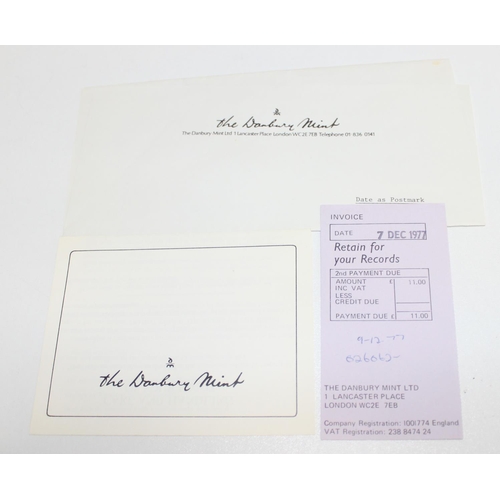 DM
the Danbury Mint
The Danbury Mint Ltd 1 Lancaster Place London WC2E 7EB Telephone 01 836 0141
Date as Postmark
INVOICE
DATE 7 DEC 1977
Retain for
your Records
2nd PAYMENT DUE
AMOUNT £ 11.00
INC VAT
LESS
CREDIT DUE
PAYMENT DUE £ 11.00
9-12-77
THE DANBURY MINT LTD
1 LANCASTER PLACE
LONDON WC2E 7EB
Company Registration: 1001774 England
VAT Registration: 238 8474 24
DM
the Danbury Mint